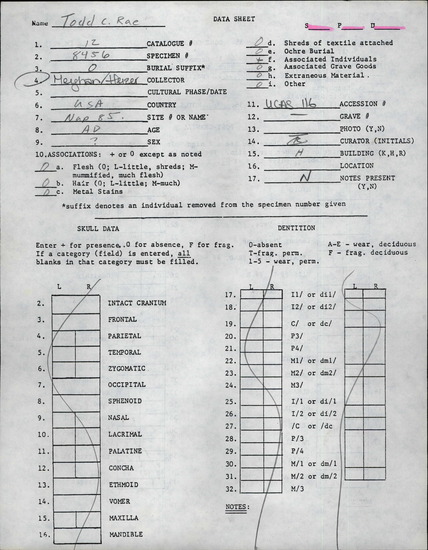 Name Todd C. Rae DATA SHEET S P D
1. 12 CATALOGUE #
2. 8456 SPECIMEN #
3. 0 BURIAL SUFFIX*
4. COLLECTOR
5. CULTURAL PHASE/DATE
6. USA COUNTRY
7. Nap 85. SITE # OR NAME
8. AD AGE
9. ? SEX
10. ASSOCIATIONS: + or 0 except as noted
0 a. Flesh (0; L-little, shreds; M-
mummified, much flesh)
0 b. Hair (0; L-little; M-much)
0 c. Metal Stains
0 d. Shreds of textile attached
0 e. Ochre Burial
+ f. Associated Individuals
0 g. Associated Grave Goods
0 h. Extraneous Material
0 i. Other
11. UCAR 116 ACCESSION #
12. — GRAVE #
13. PHOTO (Y,N)
14. CURATOR (INITIALS)
15. H BUILDING (K,H,R)
16. LOCATION
17. N NOTES PRESENT
(Y,N)
*suffix denotes an individual removed from the specimen number given
SKULL DATA
Enter + for presence, 0 for absence, F for frag.
If a category (field) is entered, all
blanks in that category must be filled.
L R
2. INTACT CRANIUM
3. FRONTAL
4. PARIETAL
5. TEMPORAL
6. ZYGOMATIC
7. OCCIPITAL
8. SPHENOID
9. NASAL
10. LACRIMAL
11. PALATINE
12. CONCHA
13. ETHMOID
14. VOMER
15. MAXILLA
16. MANDIBLE
DENTITION
0-absent A-E - wear, deciduous
T-frag. perm. F - frag. deciduous
1-5 - wear, perm.
L R L R
17. I1/ or di1/
18. I2/ or di2/
19. C/ or dc/
20. P3/
21. P4/
22. M1/ or dm1/
23. M2/ or dm2/
24. M3/
25. I/1 or di/1
26. I/2 or di/2
27. /C or /dc
28. P/3
29. P/4
30. M/1 or dm/1
31. M/2 or dm/2
32. M/3
NOTES: